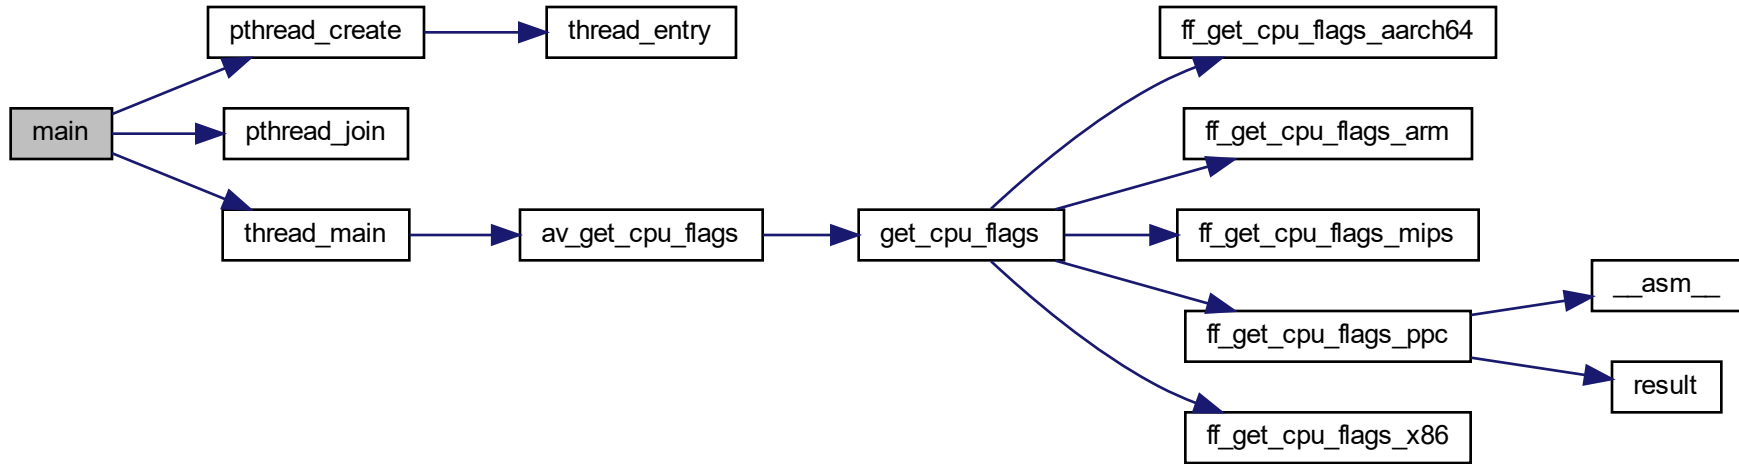 pthread_create
thread_entry
ff_get_cpu_flags_aarch64
main
pthread_join
ff_get_cpu_flags_arm
thread_main
av_get_cpu_flags
get_cpu_flags
ff_get_cpu_flags_mips
__asm__
ff_get_cpu_flags_ppc
result
ff_get_cpu_flags_x86